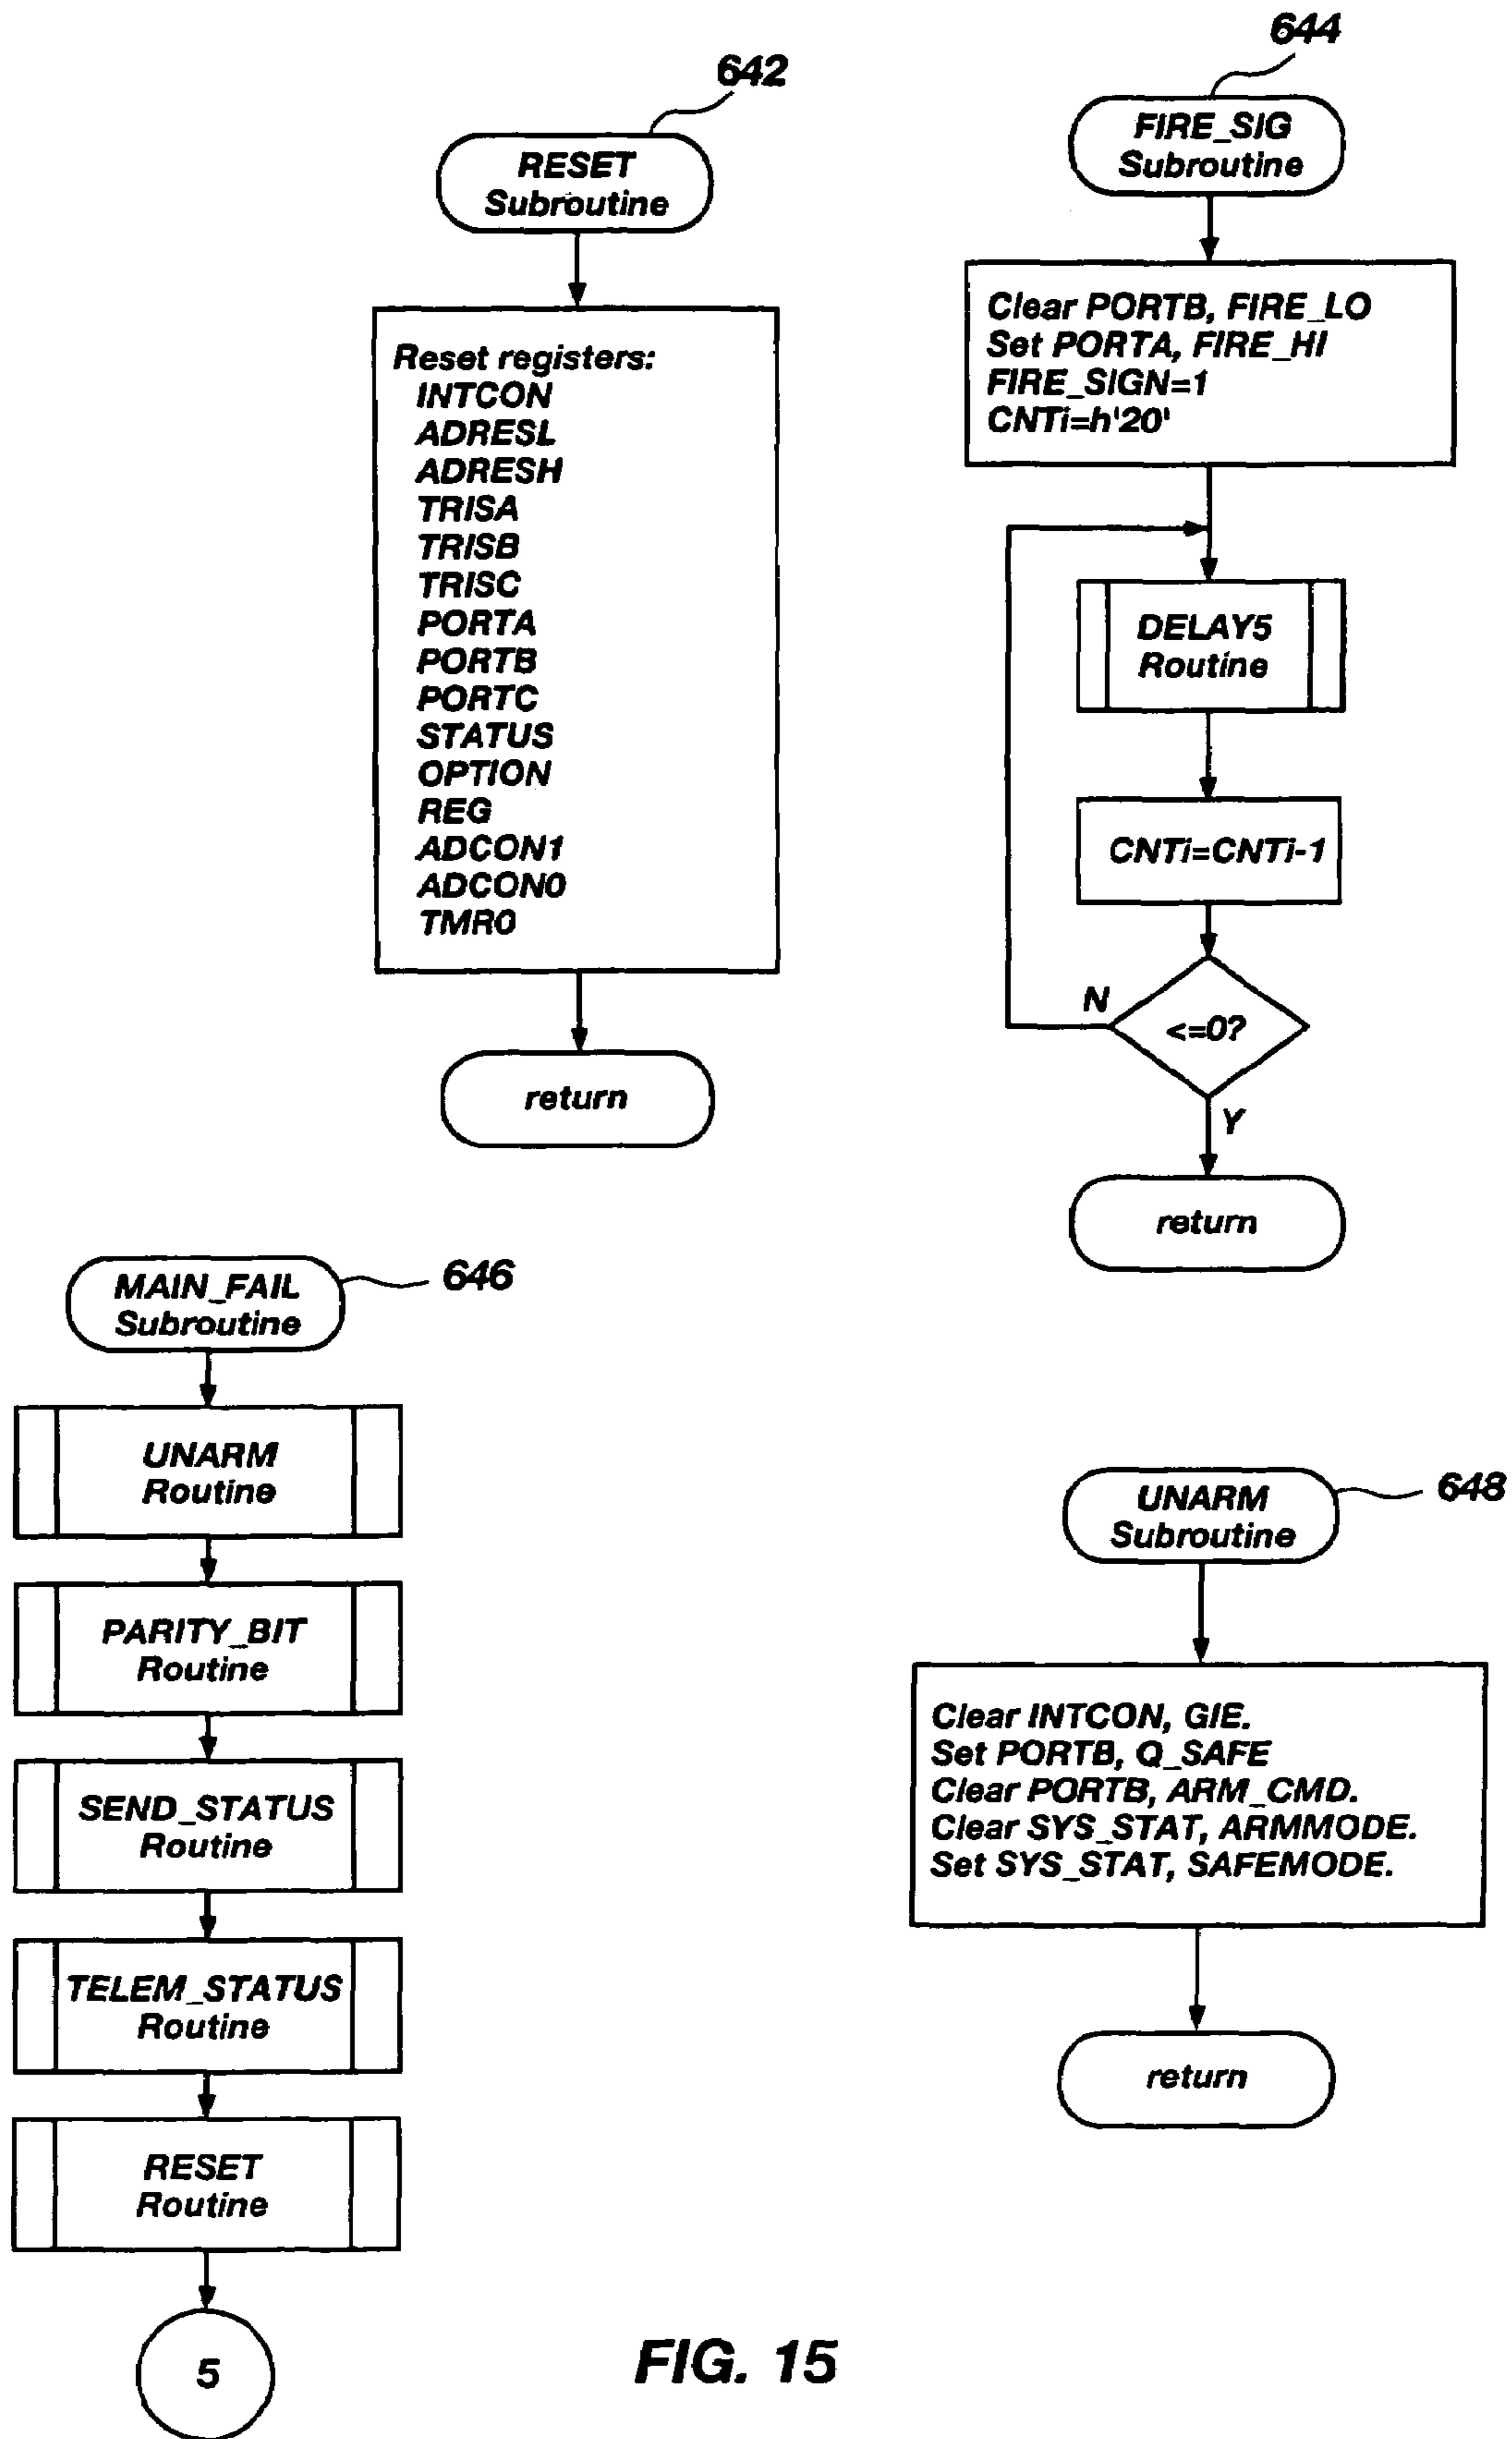 642
RESET
Subroutine
Reset registers:
INTCON
ADRESL
ADRESH
TRISA
TRISB
TRISC
PORTA
PORTB
PORTC
STATUS
OPTION
REG
ADCON1
ADCON0
TMR0
return
644
FIRE_SIG
Subroutine
Clear PORTB, FIRE_LO
Set PORTA, FIRE_HI
FIRE_SIGN=1
CNTi=h'20'
DELAY5
Routine
CNTi=CNTi-1
N
<=0?
Y
return
646
MAIN_FAIL
Subroutine
UNARM
Routine
PARITY_BIT
Routine
SEND_STATUS
Routine
TELEM_STATUS
Routine
RESET
Routine
5
648
UNARM
Subroutine
Clear INTCON, GIE.
Set PORTB, Q_SAFE
Clear PORTB, ARM_CMD.
Clear SYS_STAT, ARMMODE.
Set SYS_STAT, SAFEMODE.
return
FIG. 15